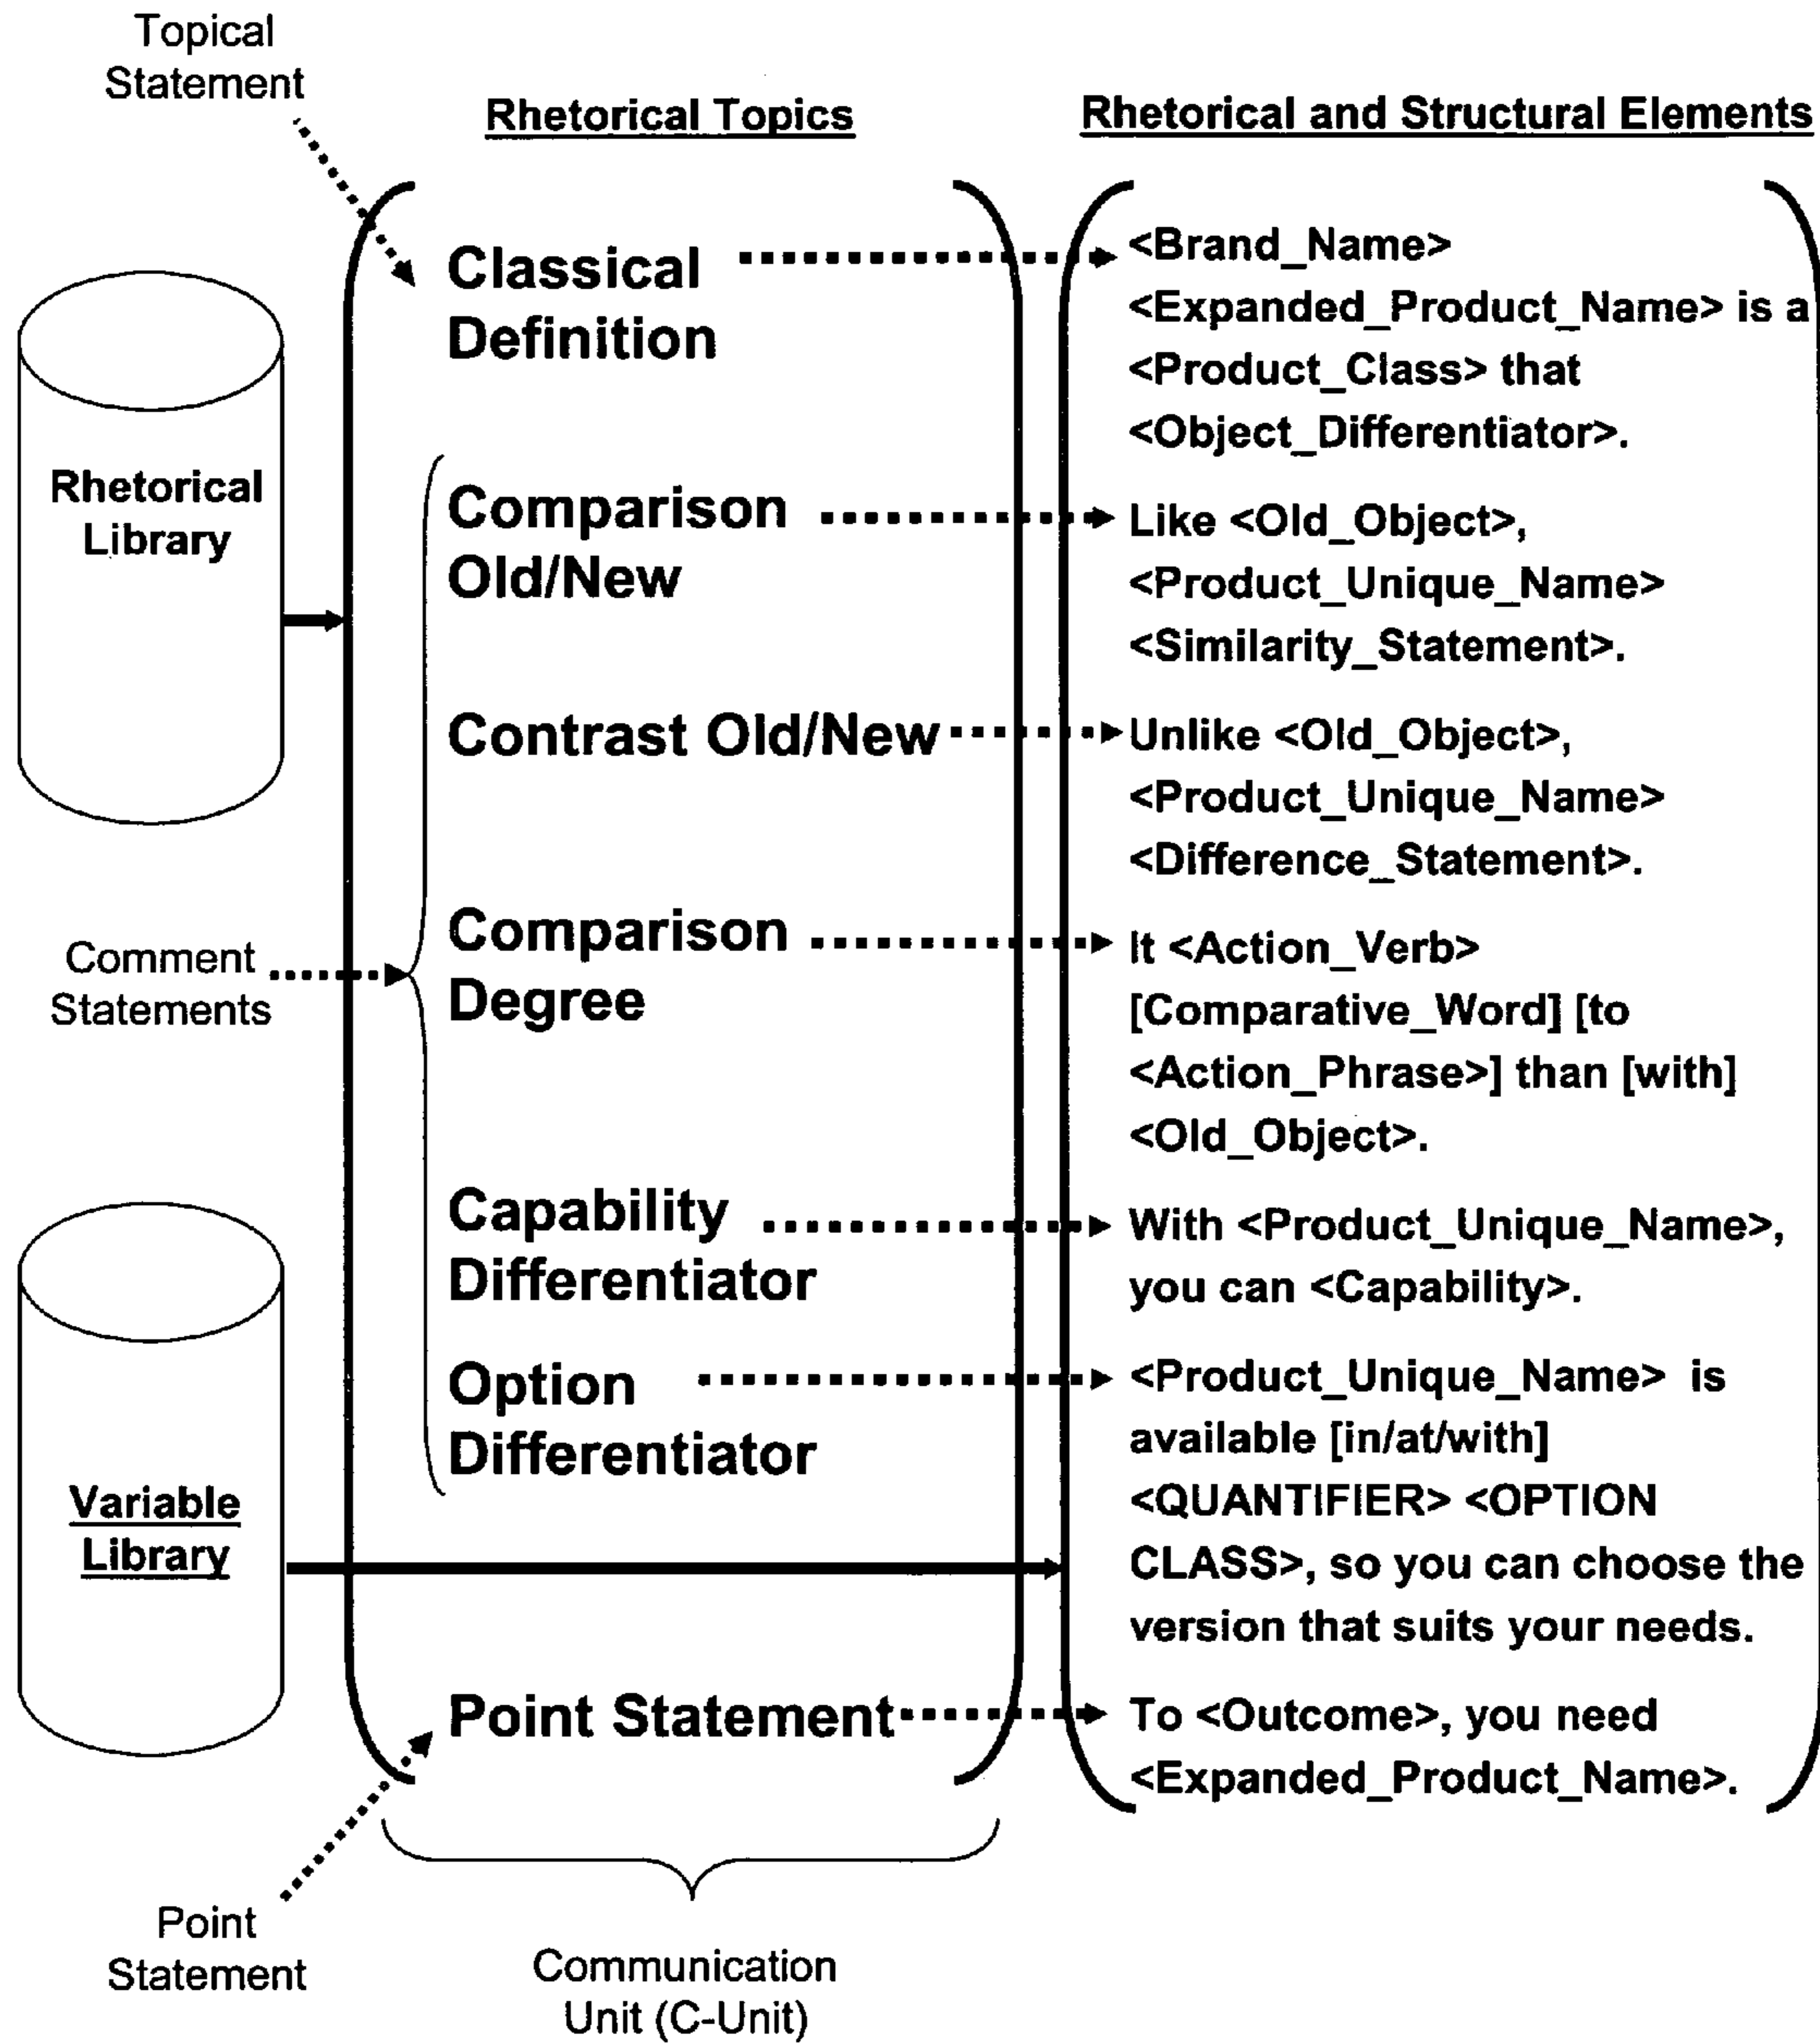 Topical
Statement
Rhetorical Topics
Rhetorical and Structural Elements
Rhetorical
Library
Variable
Library
Comment
Statements
Classical
Definition
Comparison
Old/New
Contrast Old/New
Comparison
Degree
Capability
Differentiator
Option
Differentiator
Point Statement
<Brand_Name>
<Expanded_Product_Name> is a
<Product_Class> that
<Object_Differentiator>.
Like <Old_Object>,
<Product_Unique_Name>
<Similarity_Statement>.
Unlike <Old_Object>,
<Product_Unique_Name>
<Difference_Statement>.
It <Action_Verb>
[Comparative_Word] [to
<Action_Phrase>] than [with]
<Old_Object>.
With <Product_Unique_Name>,
you can <Capability>.
<Product_Unique_Name> is
available [in/at/with]
<QUANTIFIER> <OPTION
CLASS>, so you can choose the
version that suits your needs.
To <Outcome>, you need
<Expanded_Product_Name>.
Point
Statement
Communication
Unit (C-Unit)